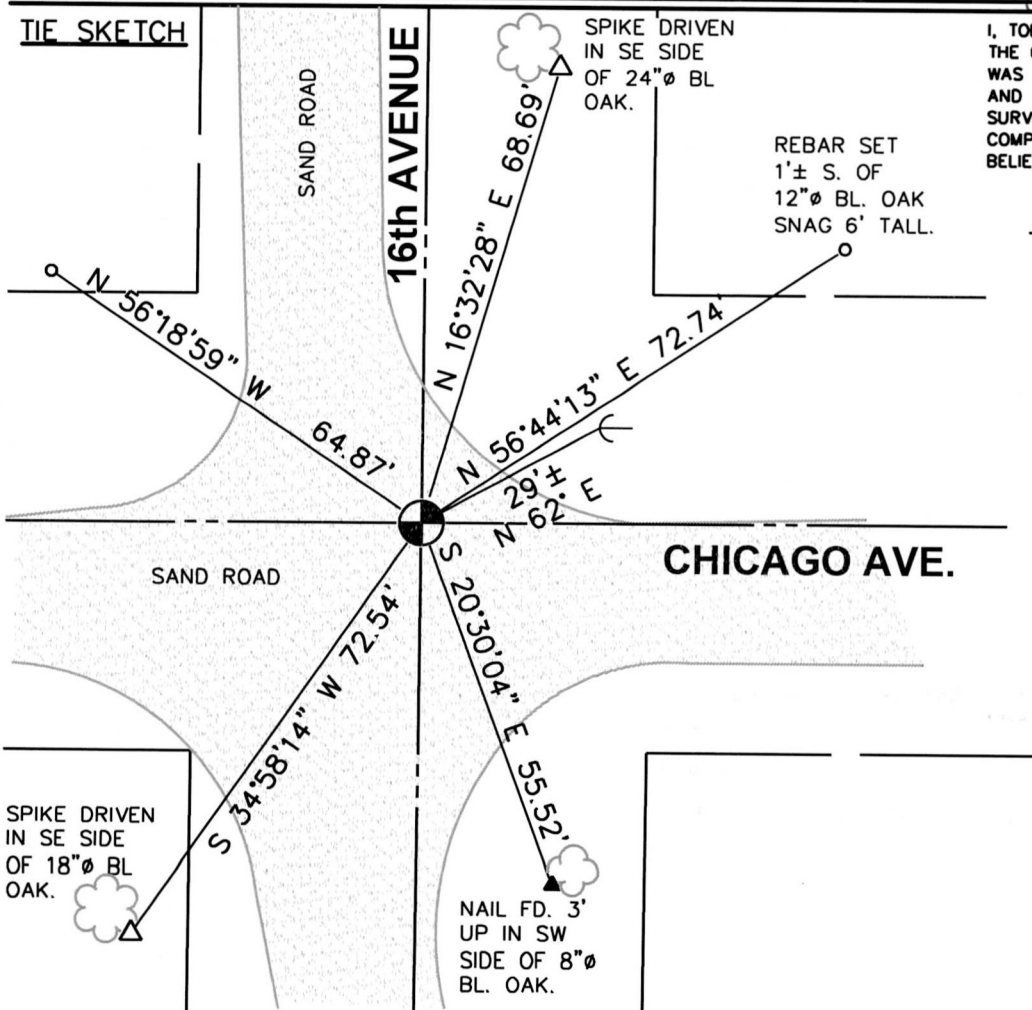 TIE SKETCH
SAND ROAD
16th AVENUE
SPIKE DRIVEN
IN SE SIDE
OF 24"ø BL
OAK.
I,
THE
WAS
AND
REBAR SET
1'± S. OF
12"ø BL. OAK
SNAG 6' TALL.
N 16°32'28" E 68.69'
N 56°18'59" W 64.87'
N 56°44'13" E 72.74'
29'±
N 62° E
CHICAGO AVE.
SAND ROAD
S 34°58'14" W 72.54'
S 20°30'04" E 55.52'
SPIKE DRIVEN
IN SE SIDE
OF 18"ø BL
OAK.
NAIL FD. 3'
UP IN SW
SIDE OF 8"ø
BL. OAK.